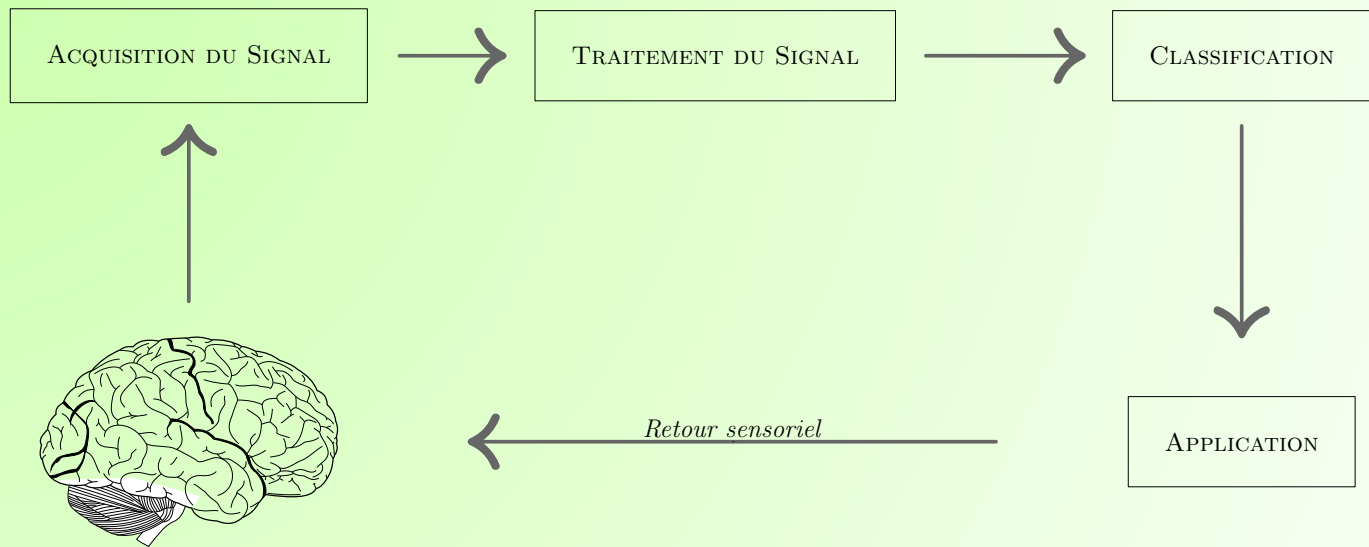 Acquisition du Signal
Traitement du Signal
Classification
Retour sensoriel
Application